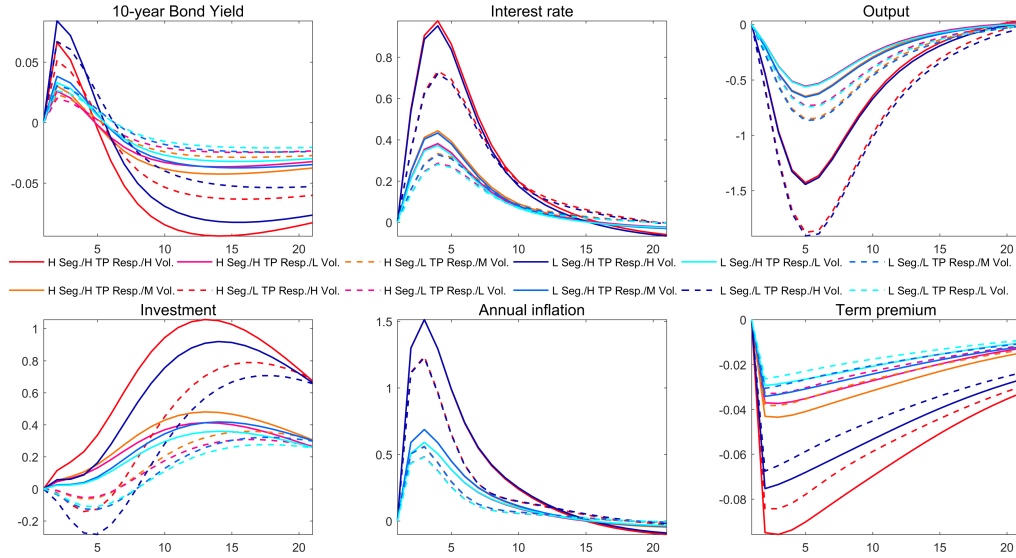 10-year Bond Yield
Interest rate
Output
0.05
0
-0.05
5 10 15 20
0.8
0.6
0.4
0.2
0
5 10 15 20
0
-0.5
-1
-1.5
5 10 15 20
H Seg./H TP Resp./H Vol. H Seg./H TP Resp./L Vol. H Seg./L TP Resp./M Vol. L Seg./H TP Resp./H Vol. L Seg./H TP Resp./L Vol. L Seg./L TP Resp./M Vol.
H Seg./H TP Resp./M Vol. H Seg./L TP Resp./H Vol. H Seg./L TP Resp./L Vol. L Seg./H TP Resp./M Vol. L Seg./L TP Resp./H Vol. L Seg./L TP Resp./L Vol.
Investment
Annual inflation
Term premium
1
0.8
0.6
0.4
0.2
0
-0.2
5 10 15 20
1.5
1
0.5
0
5 10 15 20
0
-0.02
-0.04
-0.06
-0.08
5 10 15 20